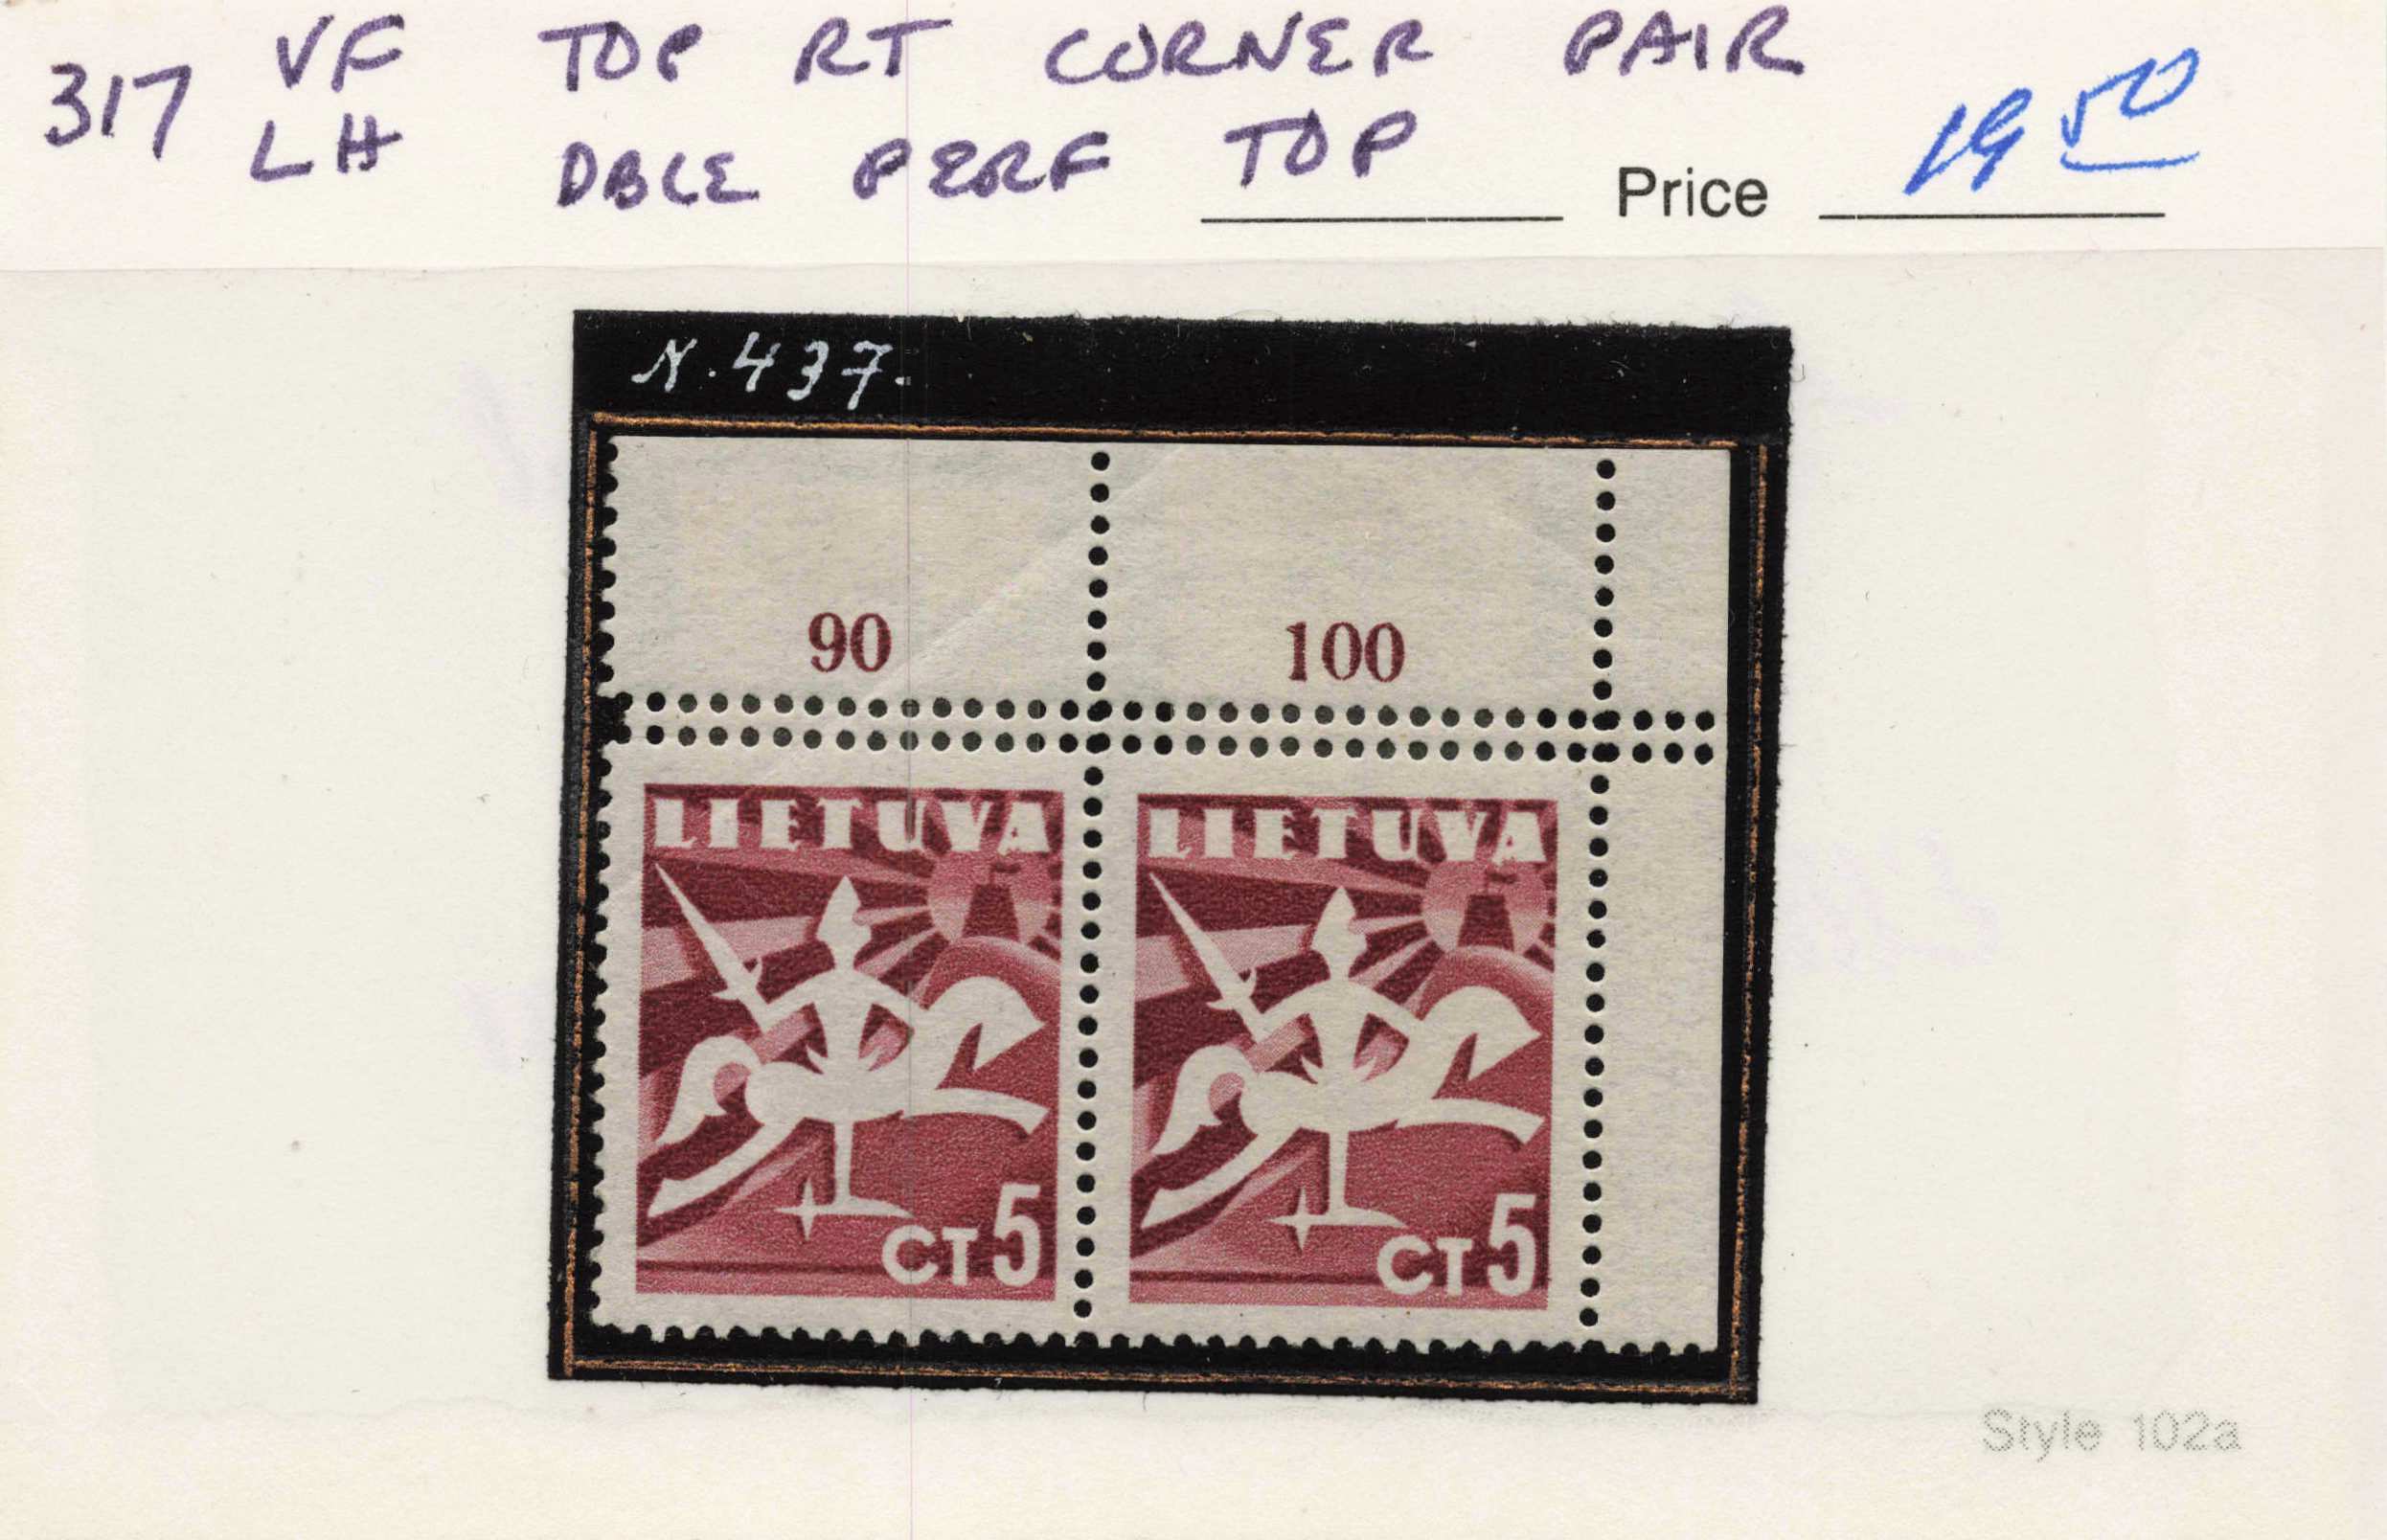 317 VF TOP RT CORNER PAIR
LH DBLE PERF TOP
Price 19 50
N. 437.
90 100
LIETUVA LIETUVA
CT 5 CT 5
Style 102a